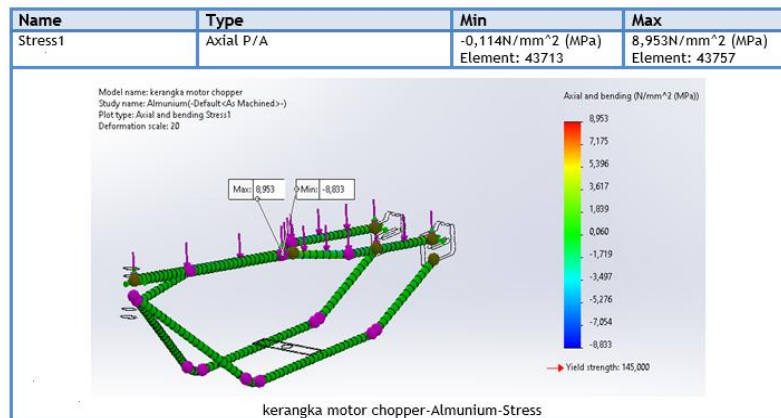 Name Type Min Max
Stress1 Axial P/A -0,114N/mm^2 (MPa) 8,953N/mm^2 (MPa)
Element: 43713 Element: 43757
Model name: kerangka motor chopper
Study name: Almunium(-Default<As Machined>-)
Plot type: Axial and bending Stress1
Deformation scale: 20
Axial and bending (N/mm^2 (MPa))
8,953
7,175
5,396
3,617
1,839
0,060
-1,719
-3,497
-5,276
-7,054
-8,833
Yield strength: 145,000
Max: 8,953
Min: -8,833
kerangka motor chopper-Almunium-Stress